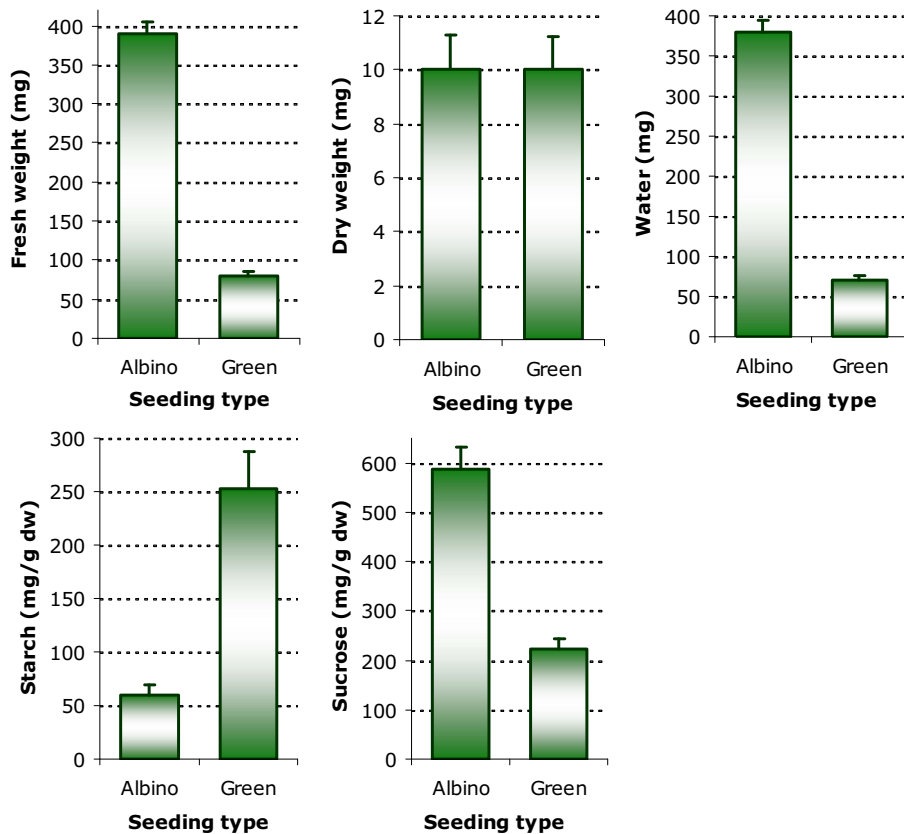 Fresh weight (mg)
400
350
300
250
200
150
100
50
0
Albino
Green
Seeding type
Dry weight (mg)
12
10
8
6
4
2
0
Albino
Green
Seeding type
Water (mg)
400
350
300
250
200
150
100
50
0
Albino
Green
Seeding type
Starch (mg/g dw)
300
250
200
150
100
50
0
Albino
Green
Seeding type
Sucrose (mg/g dw)
600
500
400
300
200
100
0
Albino
Green
Seeding type